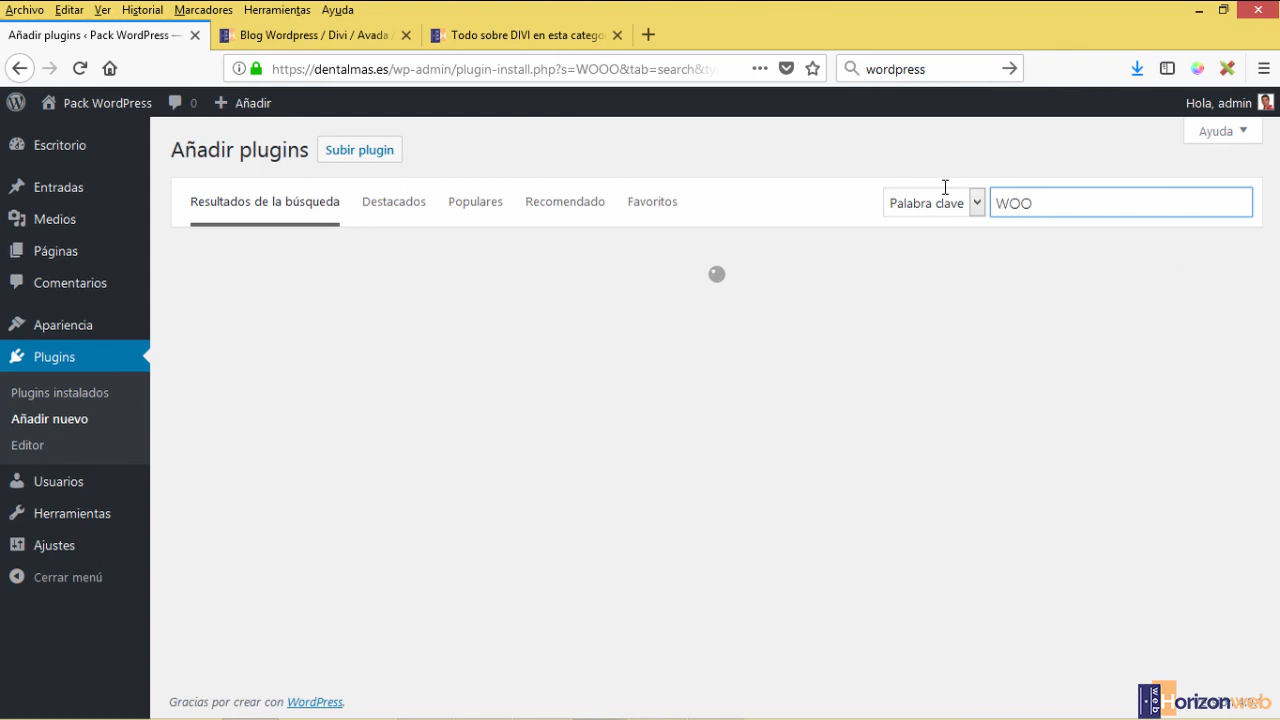 Archivo Editar Ver Historial Marcadores Herramientas Ayuda
Añadir plugins ‹ Pack WordPress —
Blog Wordpress / Divi / Avada /
Todo sobre DIVI en esta catego
https://dentalmas.es/wp-admin/plugin-install.php?s=WOOO&tab=search&ty
wordpress
Pack WordPress 0 Añadir
Hola, admin
Ayuda
Añadir plugins Subir plugin
Resultados de la búsqueda Destacados Populares Recomendado Favoritos Palabra clave WOO
Escritorio
Entradas
Medios
Páginas
Comentarios
Apariencia
Plugins
Plugins instalados
Añadir nuevo
Editor
Usuarios
Herramientas
Ajustes
Cerrar menú
Gracias por crear con WordPress.
web Horizonweb